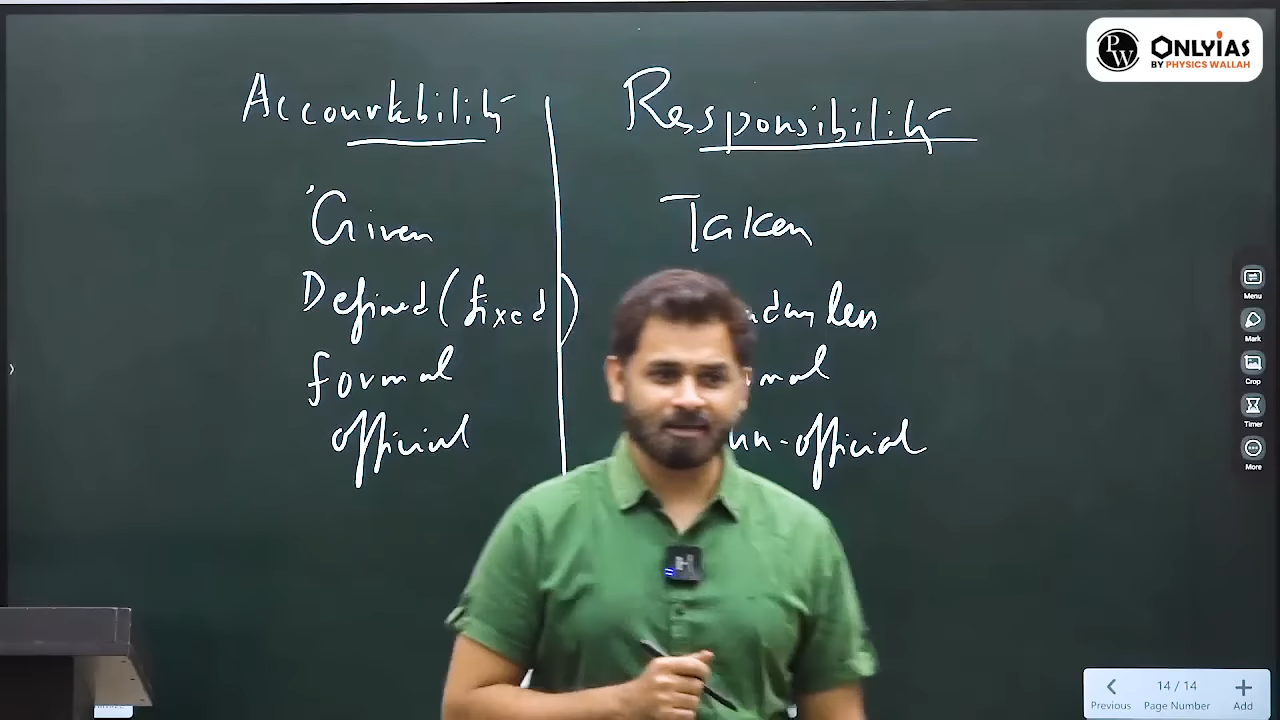 PW ONLYIAS
BY PHYSICS WALLAH
Accountability Responsibility
Given Taken
Defined (fixed)
formal
official -official
H
Menu
Mark
Crop
Timer
More
14 / 14
Previous Page Number Add